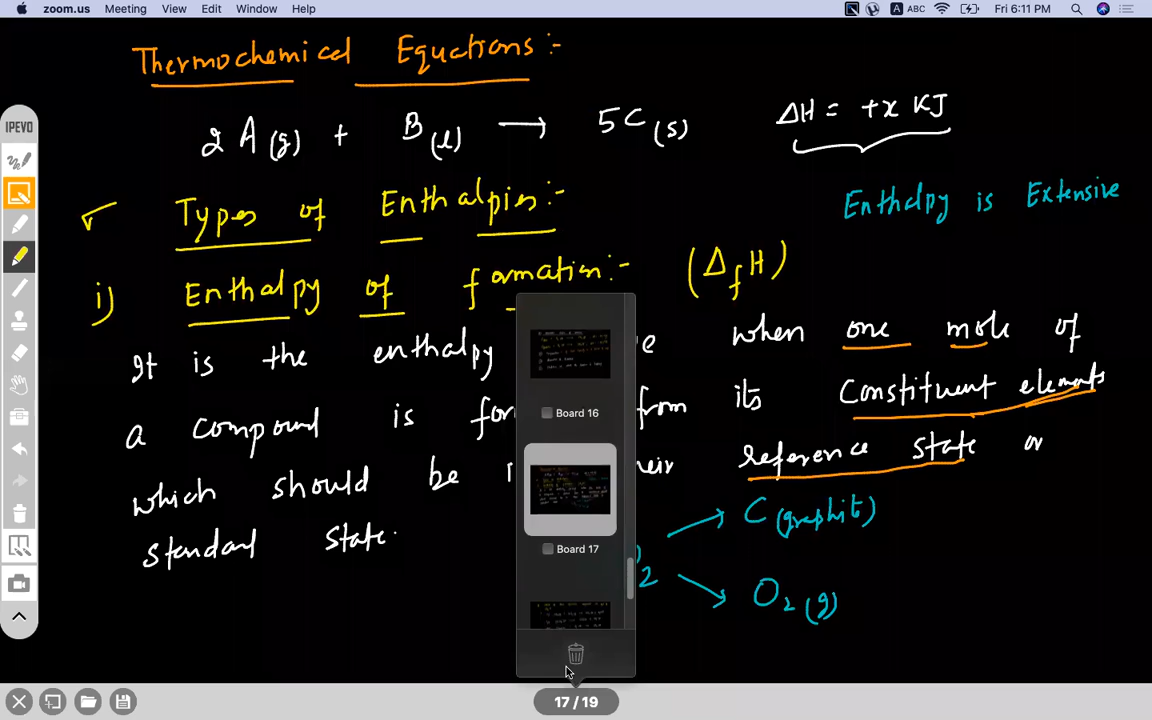 zoom.us Meeting View Edit Window Help ABC Fri 6:11 PM
Thermochemical Equations :-
2 A(g) + B(l) → 5C(s) ΔH = +x KJ
Enthalpy is Extensive
Types of Enthalpies:-
i) Enthalpy of formation:- (ΔfH)
It is the enthalpy when one mole of
a compound is from its Constituent elements
which should be reference state or
standard state.
C(graphite)
O2(g)
IPEVO
Board 16
Board 17
17 / 19